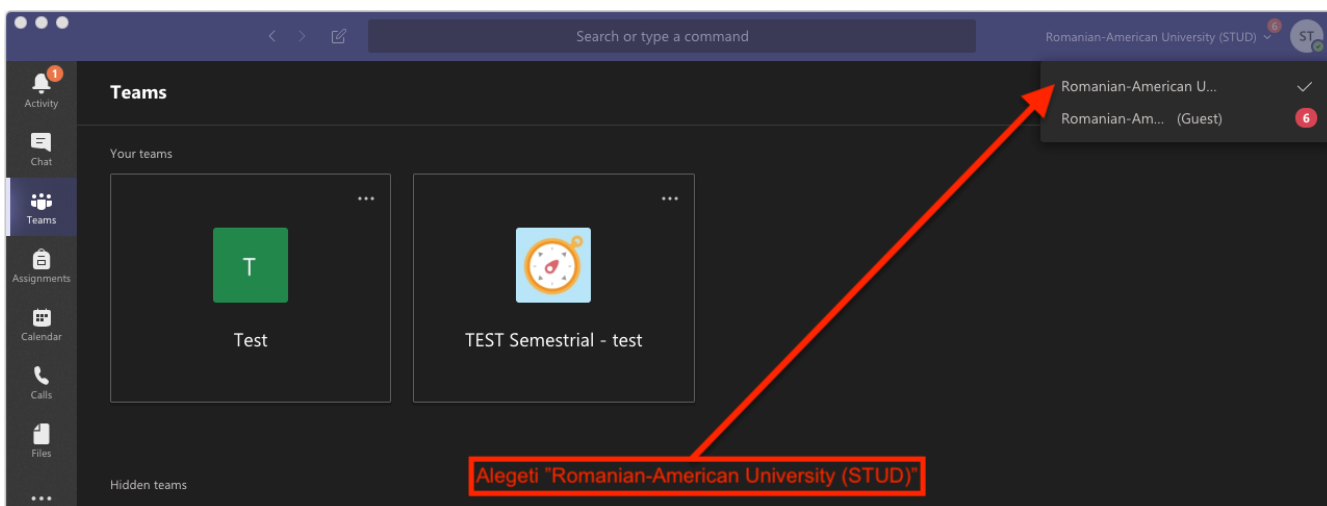 Search or type a command
Romanian-American University (STUD)
6
ST
1
Activity
Teams
Romanian-American U...
Romanian-Am... (Guest)
6
Chat
Your teams
Teams
T
Assignments
Calendar
Test
TEST Semestrial - test
Calls
Files
Alegeti "Romanian-American University (STUD)"
Hidden teams